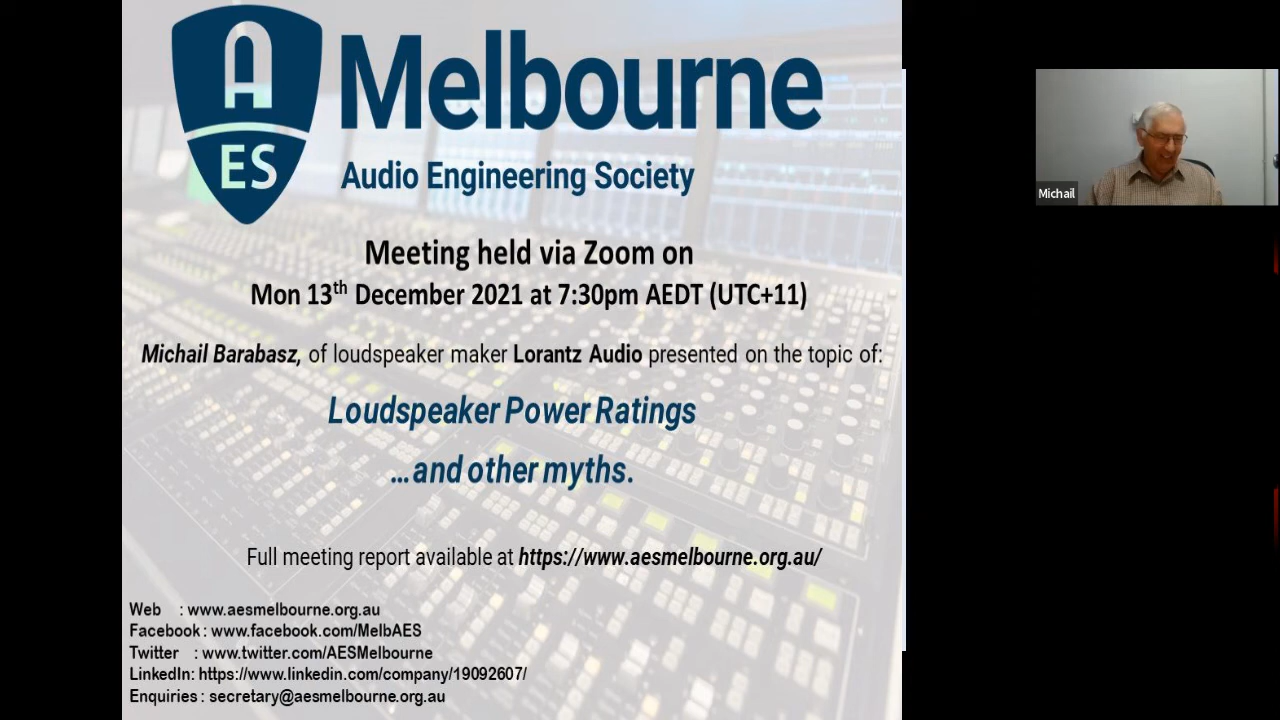 A
ES
Melbourne
Audio Engineering Society
Meeting held via Zoom on
Mon 13th December 2021 at 7:30pm AEDT (UTC+11)
Michail Barabasz, of loudspeaker maker Lorantz Audio presented on the topic of:
Loudspeaker Power Ratings
...and other myths.
Full meeting report available at https://www.aesmelbourne.org.au/
Web : www.aesmelbourne.org.au
Facebook : www.facebook.com/MelbAES
Twitter : www.twitter.com/AESMelbourne
LinkedIn: https://www.linkedin.com/company/19092607/
Enquiries : secretary@aesmelbourne.org.au
Michail